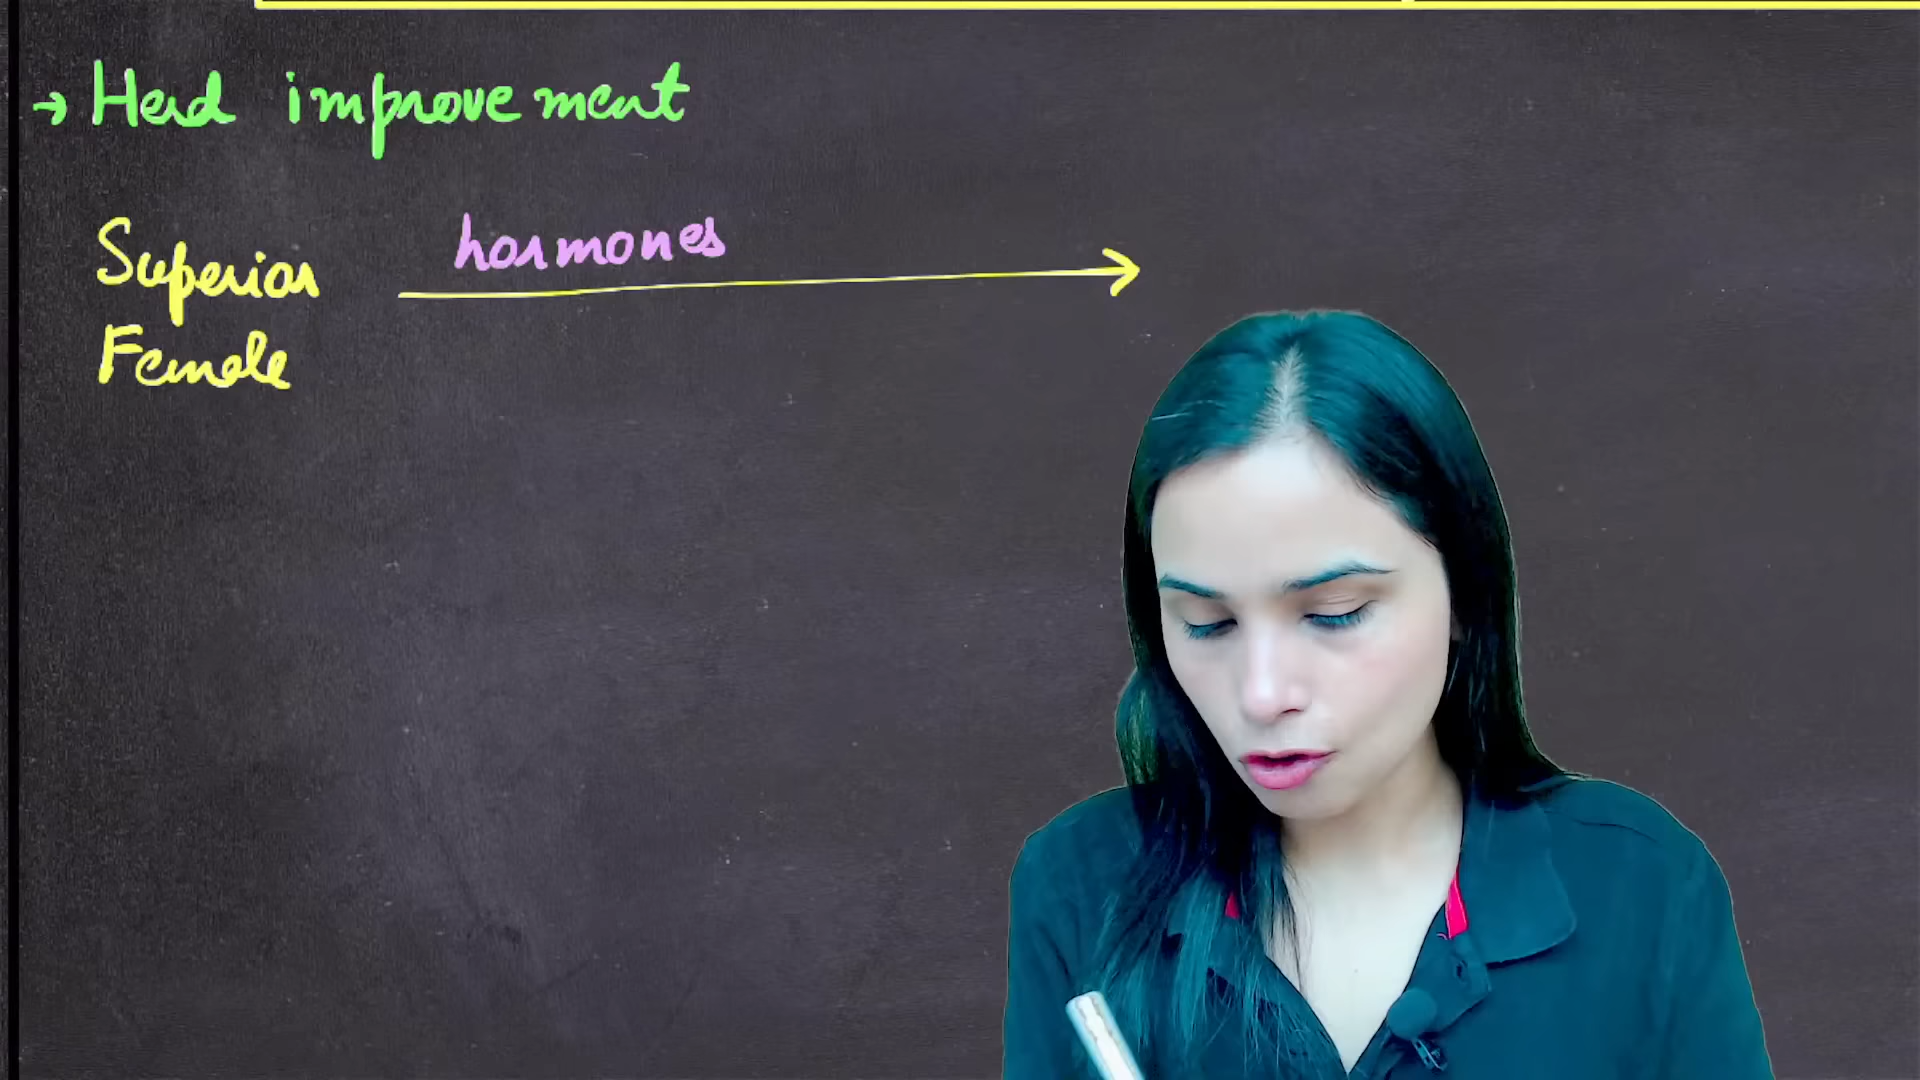 → Herd improvement
hormones
Superior
Female